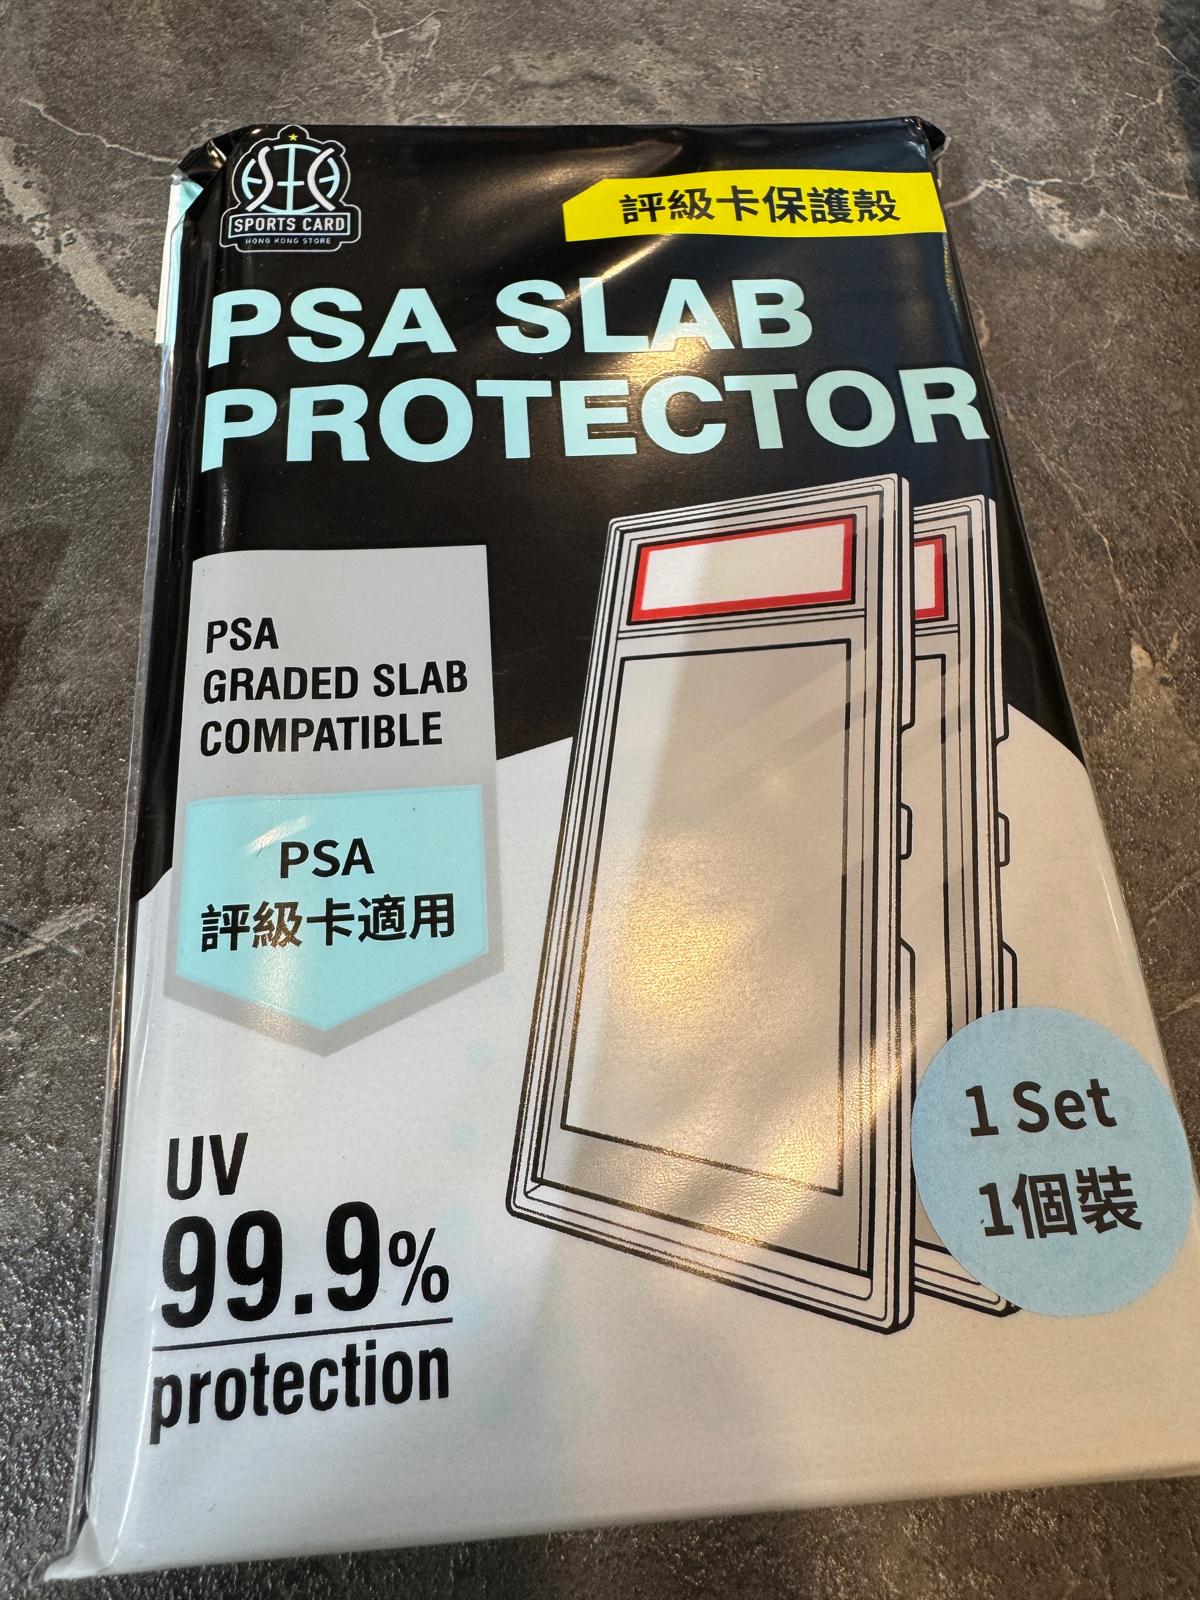 SPORTS CARD
HONG KONG STORE
評級卡保護殼
PSA SLAB
PROTECTOR
PSA
GRADED SLAB
COMPATIBLE
PSA
評級卡適用
UV
99.9%
protection
1 Set
1個裝